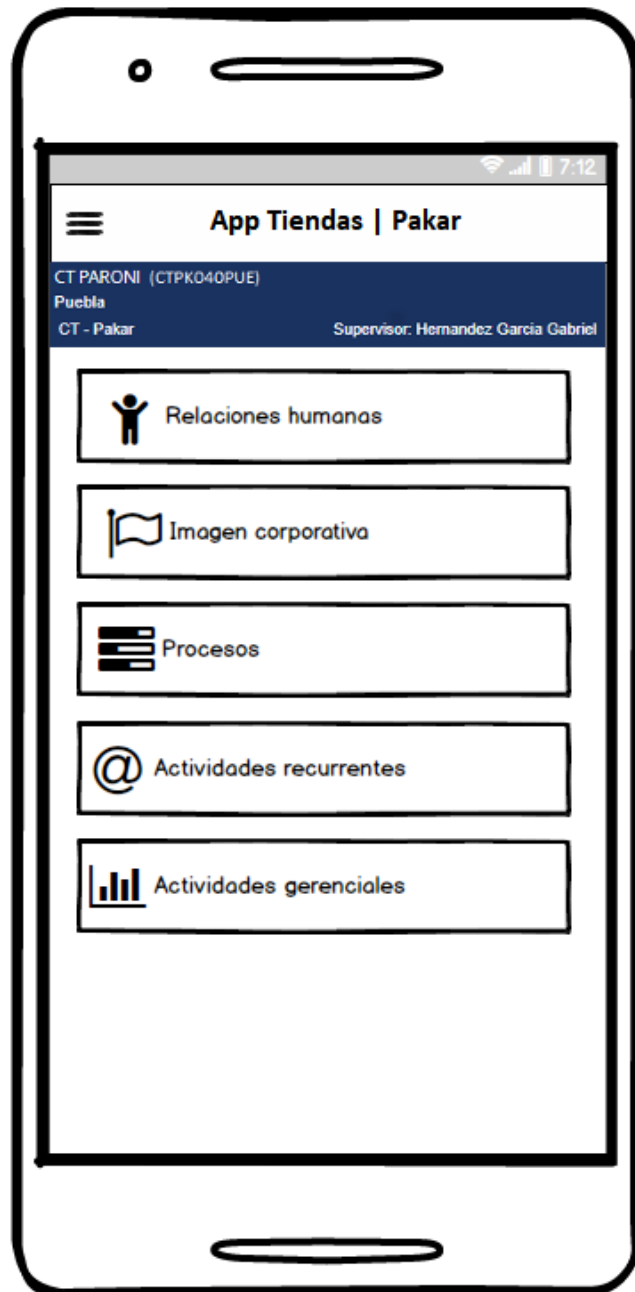 7:12
App Tiendas | Pakar
CT PARONI (CTPK040PUE)
Puebla
CT - Pakar Supervisor: Hernandez Garcia Gabriel
Relaciones humanas
Imagen corporativa
Procesos
@ Actividades recurrentes
Actividades gerenciales